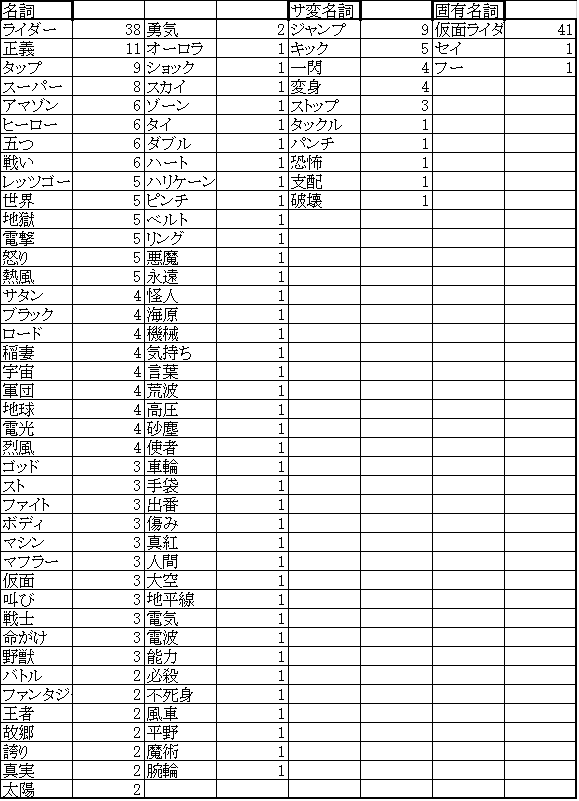 名詞 サ変名詞 固有名詞
ライダー 38 勇気 2 ジャンプ 9 仮面ライダ 41
正義 11 オーロラ 1 キック 5 セイ 1
タップ 9 ショック 1 一閃 4 フー 1
スーパー 8 スカイ 1 変身 4
アマゾン 6 ゾーン 1 ストップ 3
ヒーロー 6 タイ 1 タックル 1
五つ 6 ダブル 1 パンチ 1
戦い 6 ハート 1 恐怖 1
レッツゴー 5 ハリケーン 1 支配 1
世界 5 ピンチ 1 破壊 1
地獄 5 ベルト 1
電撃 5 リング 1
怒り 5 悪魔 1
熱風 5 永遠 1
サタン 4 怪人 1
ブラック 4 海原 1
ロード 4 機械 1
稲妻 4 気持ち 1
宇宙 4 言葉 1
軍団 4 荒波 1
地球 4 高圧 1
電光 4 砂塵 1
烈風 4 使者 1
ゴッド 3 車輪 1
スト 3 手袋 1
ファイト 3 出番 1
ボディ 3 傷み 1
マシン 3 真紅 1
マフラー 3 人間 1
仮面 3 大空 1
叫び 3 地平線 1
戦士 3 電気 1
命がけ 3 電波 1
野獣 3 能力 1
バトル 2 必殺 1
ファンタジ 2 不死身 1
王者 2 風車 1
故郷 2 平野 1
誇り 2 魔術 1
真実 2 腕輪 1
太陽 2